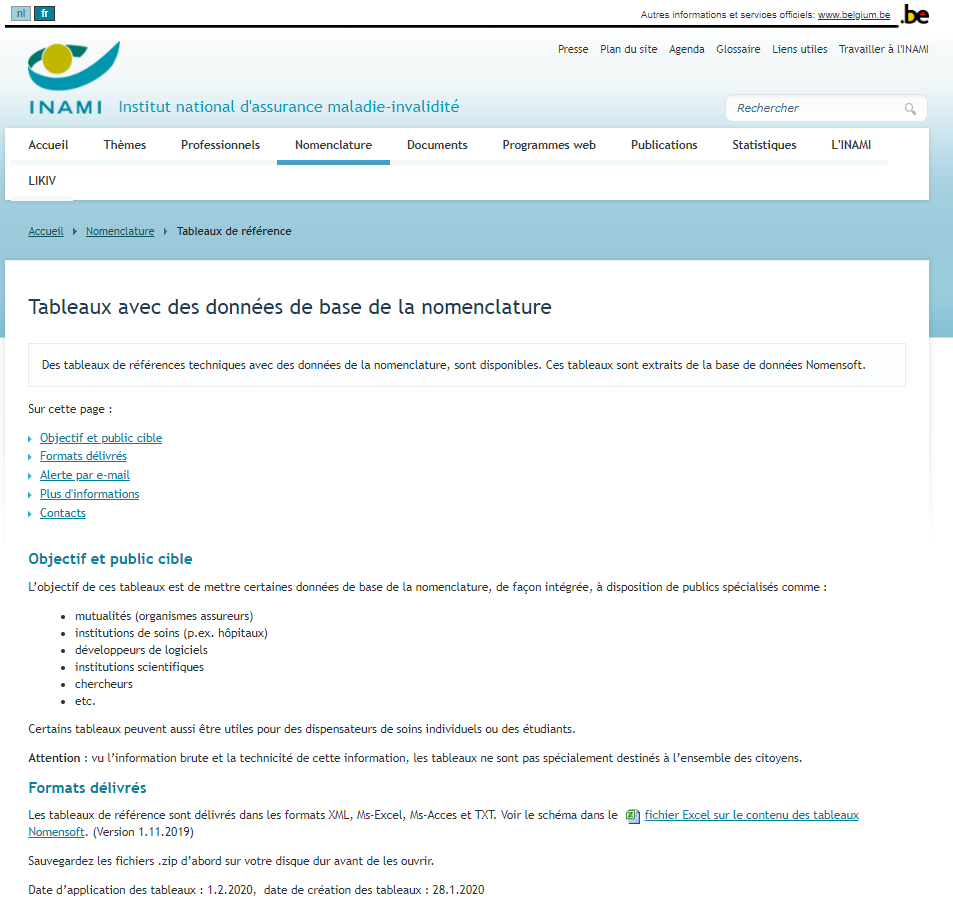 nl fr
Autres informations et services officiels: www.belgium.be .be
Presse Plan du site Agenda Glossaire Liens utiles Travailler à l'INAMI
INAMI Institut national d'assurance maladie-invalidité
Rechercher
Accueil Thèmes Professionnels Nomenclature Documents Programmes web Publications Statistiques L'INAMI
LIKIV
Accueil Nomenclature Tableaux de référence
Tableaux avec des données de base de la nomenclature
Des tableaux de références techniques avec des données de la nomenclature, sont disponibles. Ces tableaux sont extraits de la base de données Nomensoft.
Sur cette page :
Objectif et public cible
Formats délivrés
Alerte par e-mail
Plus d'informations
Contacts
Objectif et public cible
L’objectif de ces tableaux est de mettre certaines données de base de la nomenclature, de façon intégrée, à disposition de publics spécialisés comme :
• mutualités (organismes assureurs)
• institutions de soins (p.ex. hôpitaux)
• développeurs de logiciels
• institutions scientifiques
• chercheurs
• etc.
Certains tableaux peuvent aussi être utiles pour des dispensateurs de soins individuels ou des étudiants.
Attention : vu l’information brute et la technicité de cette information, les tableaux ne sont pas spécialement destinés à l’ensemble des citoyens.
Formats délivrés
Les tableaux de référence sont délivrés dans les formats XML, Ms-Excel, Ms-Acces et TXT. Voir le schéma dans le fichier Excel sur le contenu des tableaux
Nomensoft. (Version 1.11.2019)
Sauvegardez les fichiers .zip d’abord sur votre disque dur avant de les ouvrir.
Date d’application des tableaux : 1.2.2020, date de création des tableaux : 28.1.2020